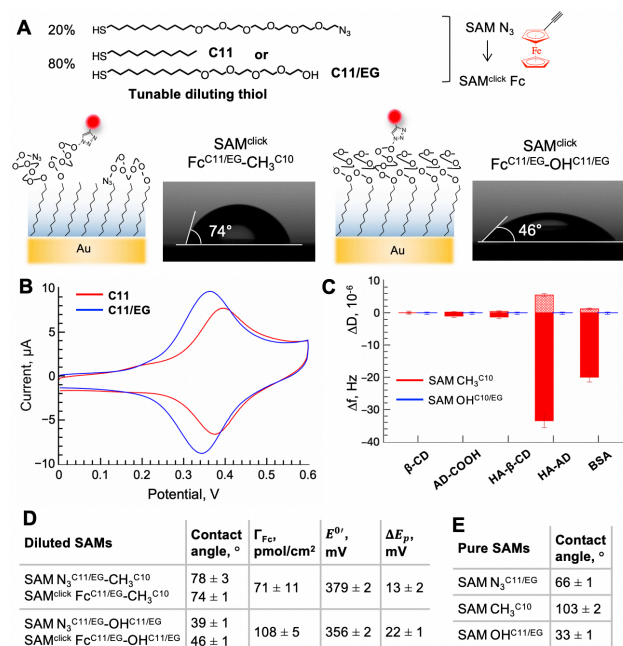 A
20%
HS
O
O
O
O
O
O
N3
SAM N3
Fe
80%
HS
C11 or
HS
O
O
O
O
OH
C11/EG
SAMclick Fc
Tunable diluting thiol
SAMclick
FcC11/EG-CH3C10
74°
Au
SAMclick
FcC11/EG-OHC11/EG
46°
Au
B
C11
C11/EG
Current, µA
10
5
0
−5
−10
0 0.1 0.2 0.3 0.4 0.5 0.6
Potential, V
C
ΔD, 10-6
Δf, Hz
10
0
−10
−20
−30
−40
SAM CH3C10
SAM OHC10/EG
β-CD
AD-COOH
HA-β-CD
HA-AD
BSA
D
Diluted SAMs Contact angle, ° ΓFc, pmol/cm2 E0′, mV ΔEp, mV
SAM N3C11/EG-CH3C10 78 ± 3
SAMclick FcC11/EG-CH3C10 74 ± 1
71 ± 11 379 ± 2 13 ± 2
SAM N3C11/EG-OHC11/EG 39 ± 1
SAMclick FcC11/EG-OHC11/EG 46 ± 1
108 ± 5 356 ± 2 22 ± 1
E
Pure SAMs Contact angle, °
SAM N3C11/EG 66 ± 1
SAM CH3C10 103 ± 2
SAM OHC11/EG 33 ± 1